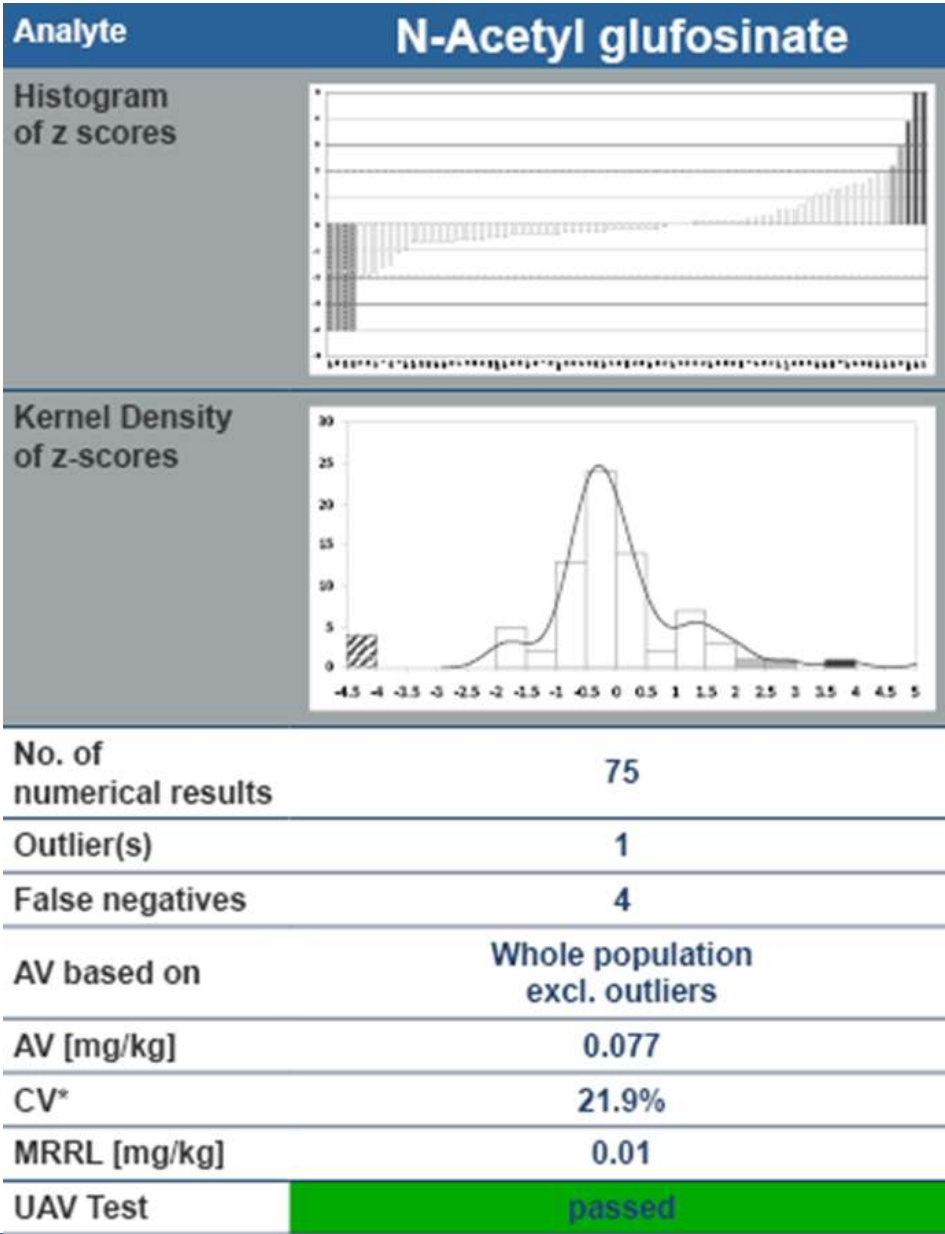 Analyte
N-Acetyl glufosinate
Histogram
of z scores
Kernel Density
of z-scores
30
25
20
15
10
5
0
-4.5 -4 -3.5 -3 -2.5 -2 -1.5 -1 -0.5 0 0.5 1 1.5 2 2.5 3 3.5 4 4.5 5
No. of
numerical results
75
Outlier(s)
1
False negatives
4
AV based on
Whole population
excl. outliers
AV [mg/kg]
0.077
CV*
21.9%
MRRL [mg/kg]
0.01
UAV Test
passed